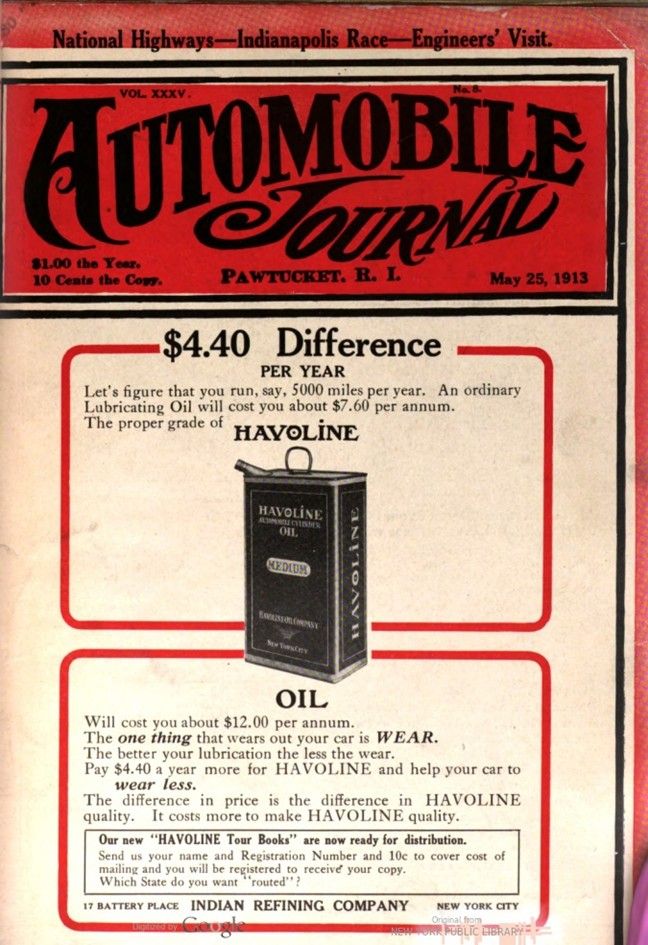 National Highways—Indianapolis Race—Engineers' Visit.
VOL. XXXV.
No. 8.
AUTOMOBILE
JOURNAL
$1.00 the Year.
10 Cents the Copy.
PAWTUCKET. R. I.
May 25, 1913
$4.40 Difference
PER YEAR
Let's figure that you run, say, 5000 miles per year. An ordinary
Lubricating Oil will cost you about $7.60 per annum.
The proper grade of
HAVOLINE
HAVOLINE
AUTOMOBILE CYLINDER
OIL
MEDIUM
HAVOLINE OIL COMPANY
NEW YORK CITY
HAVOLINE
OIL
Will cost you about $12.00 per annum.
The one thing that wears out your car is WEAR.
The better your lubrication the less the wear.
Pay $4.40 a year more for HAVOLINE and help your car to
wear less.
The difference in price is the difference in HAVOLINE
quality. It costs more to make HAVOLINE quality.
Our new "HAVOLINE Tour Books" are now ready for distribution.
Send us your name and Registration Number and 10c to cover cost of
mailing and you will be registered to receive your copy.
Which State do you want "routed"?
17 BATTERY PLACE INDIAN REFINING COMPANY NEW YORK CITY
Digitized by Google
Original from
NEW YORK PUBLIC LIBRARY